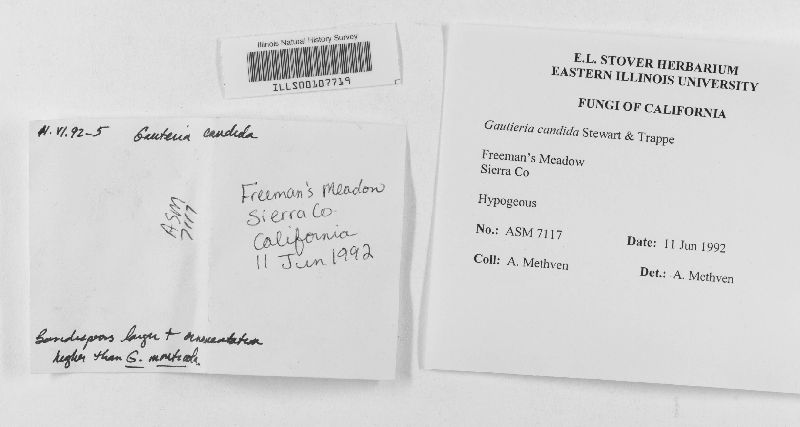 Illinois Natural History Survey
ILLS00107719
11.VI.92-5 Gautieria candida
ASM
7117
Freeman's Meadow
Sierra Co.
California
11 Jun 1992
larger + ornamentation
higher than G. monticola.
E.L. STOVER HERBARIUM
EASTERN ILLINOIS UNIVERSITY
FUNGI OF CALIFORNIA
Gautieria candida Stewart & Trappe
Freeman's Meadow
Sierra Co
Hypogeous
No.: ASM 7117 Date: 11 Jun 1992
Coll: A. Methven Det.: A. Methven